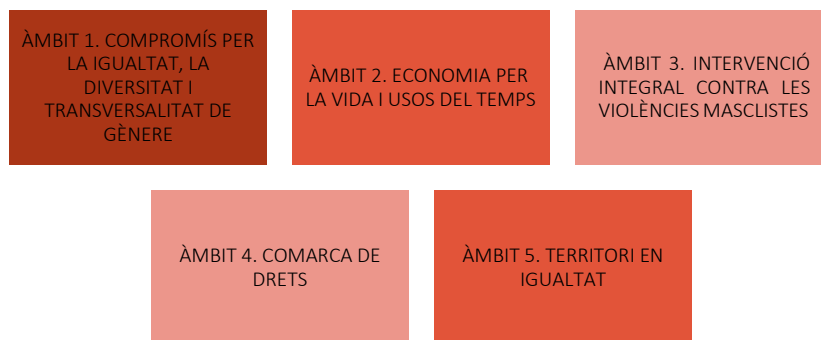 ÀMBIT 1. COMPROMÍS PER
LA IGUALTAT, LA
DIVERSITAT I
TRANSVERSALITAT DE
GÈNERE
ÀMBIT 2. ECONOMIA PER
LA VIDA I USOS DEL TEMPS
ÀMBIT 3. INTERVENCIÓ
INTEGRAL CONTRA LES
VIOLÈNCIES MASCLISTES
ÀMBIT 4. COMARCA DE
DRETS
ÀMBIT 5. TERRITORI EN
IGUALTAT